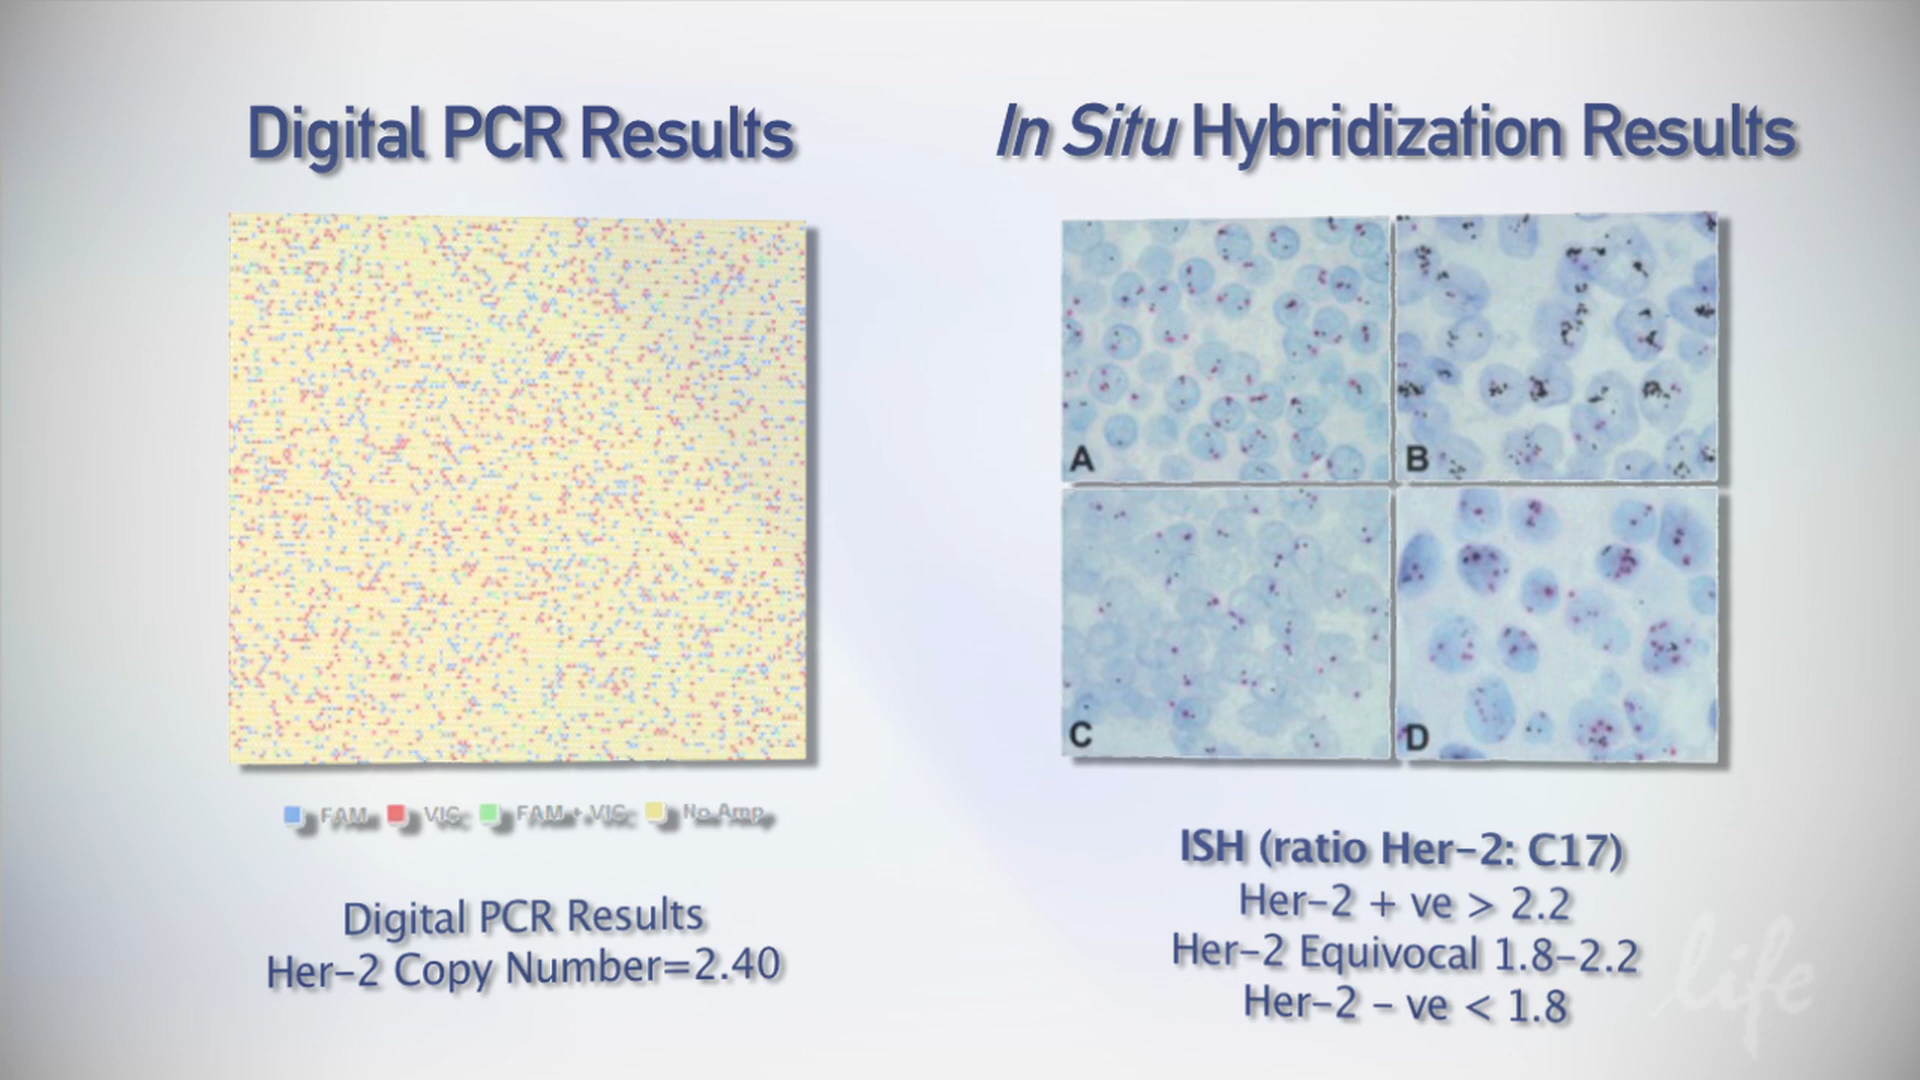 Digital PCR Results
FAM VIC FAM + VIC No Amp
Digital PCR Results
Her-2 Copy Number=2.40
In Situ Hybridization Results
A
B
C
D
ISH (ratio Her-2: C17)
Her-2 + ve > 2.2
Her-2 Equivocal 1.8-2.2
Her-2 - ve < 1.8
life